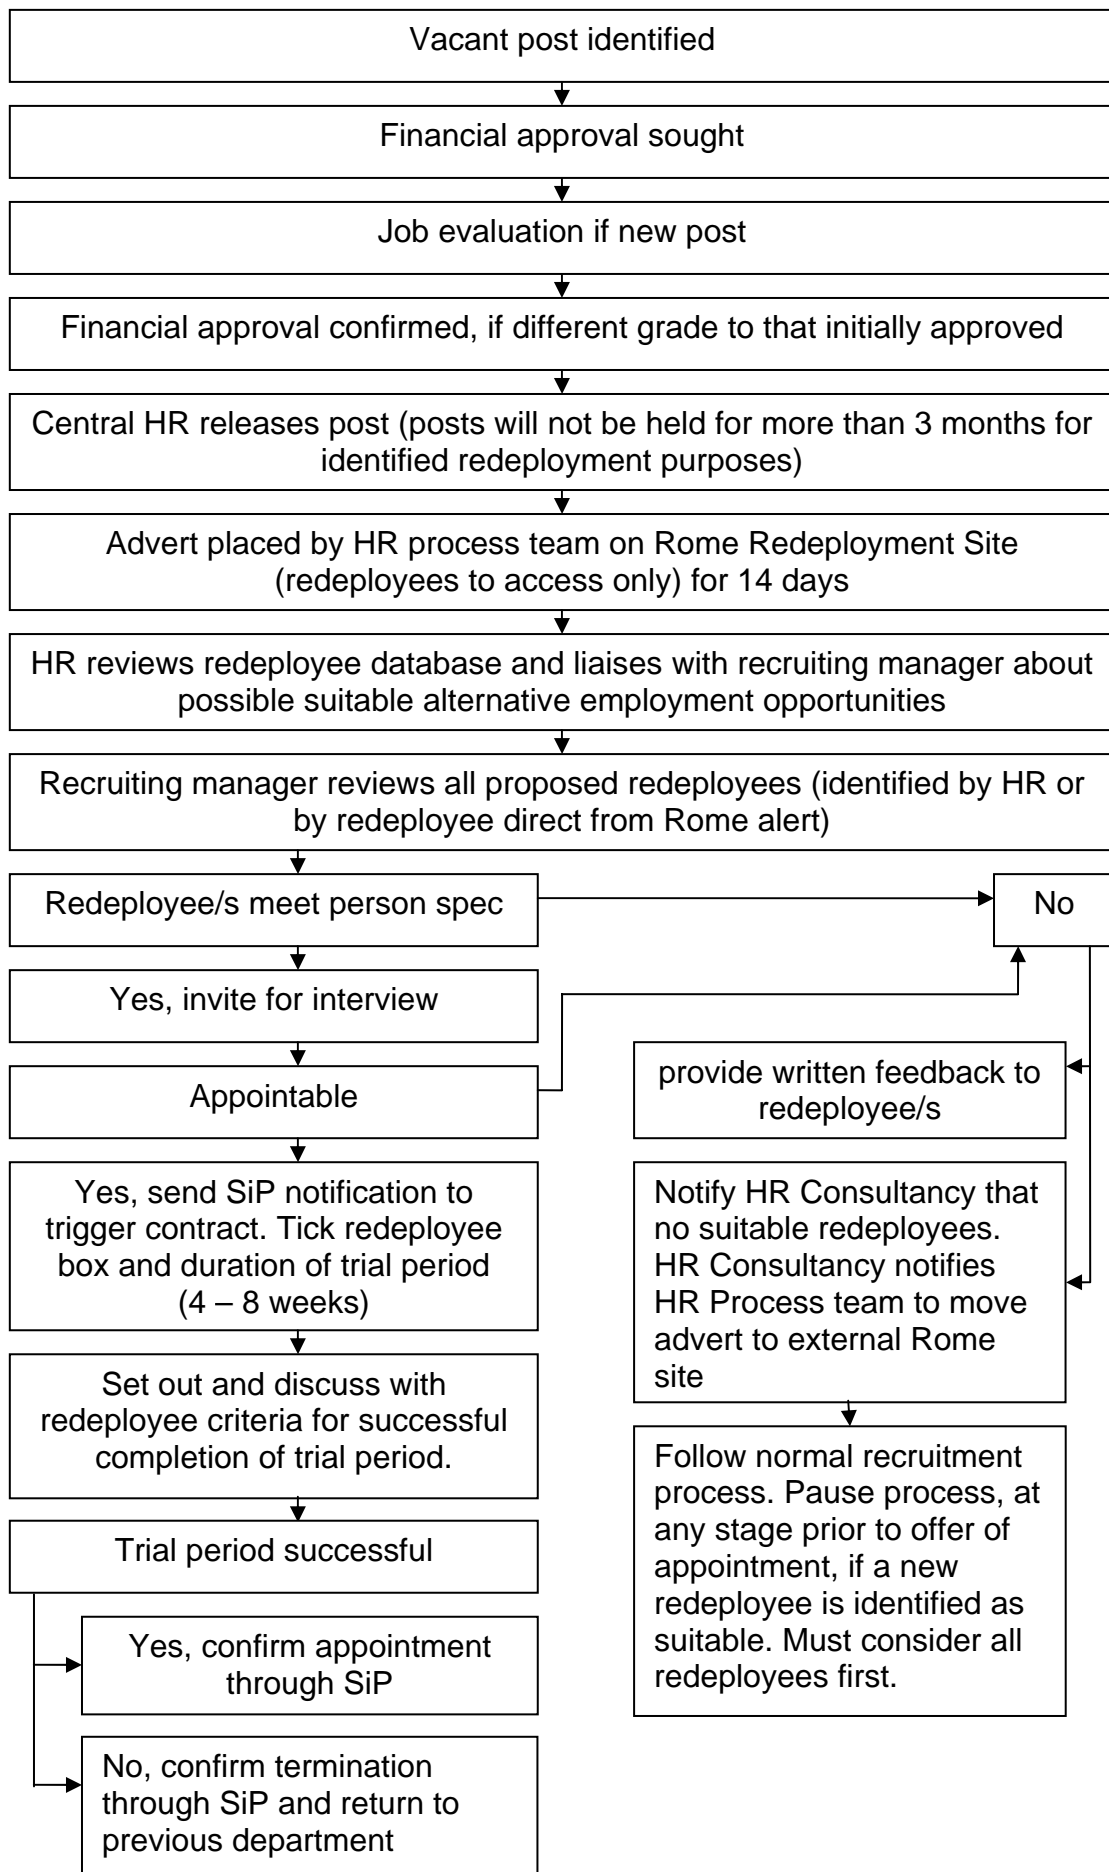 Vacant post identified
Financial approval sought
Job evaluation if new post
Financial approval confirmed, if different grade to that initially approved
Central HR releases post (posts will not be held for more than 3 months for
identified redeployment purposes)
Advert placed by HR process team on Rome Redeployment Site
(redeployees to access only) for 14 days
HR reviews redeployee database and liaises with recruiting manager about
possible suitable alternative employment opportunities
Recruiting manager reviews all proposed redeployees (identified by HR or
by redeployee direct from Rome alert)
Redeployee/s meet person spec
No
Yes, invite for interview
Appointable
provide written feedback to
redeployee/s
Yes, send SiP notification to
trigger contract. Tick redeployee
box and duration of trial period
(4 – 8 weeks)
Notify HR Consultancy that
no suitable redeployees.
HR Consultancy notifies
HR Process team to move
advert to external Rome
site
Set out and discuss with
redeployee criteria for successful
completion of trial period.
Follow normal recruitment
process. Pause process, at
any stage prior to offer of
appointment, if a new
redeployee is identified as
suitable. Must consider all
redeployees first.
Trial period successful
Yes, confirm appointment
through SiP
No, confirm termination
through SiP and return to
previous department